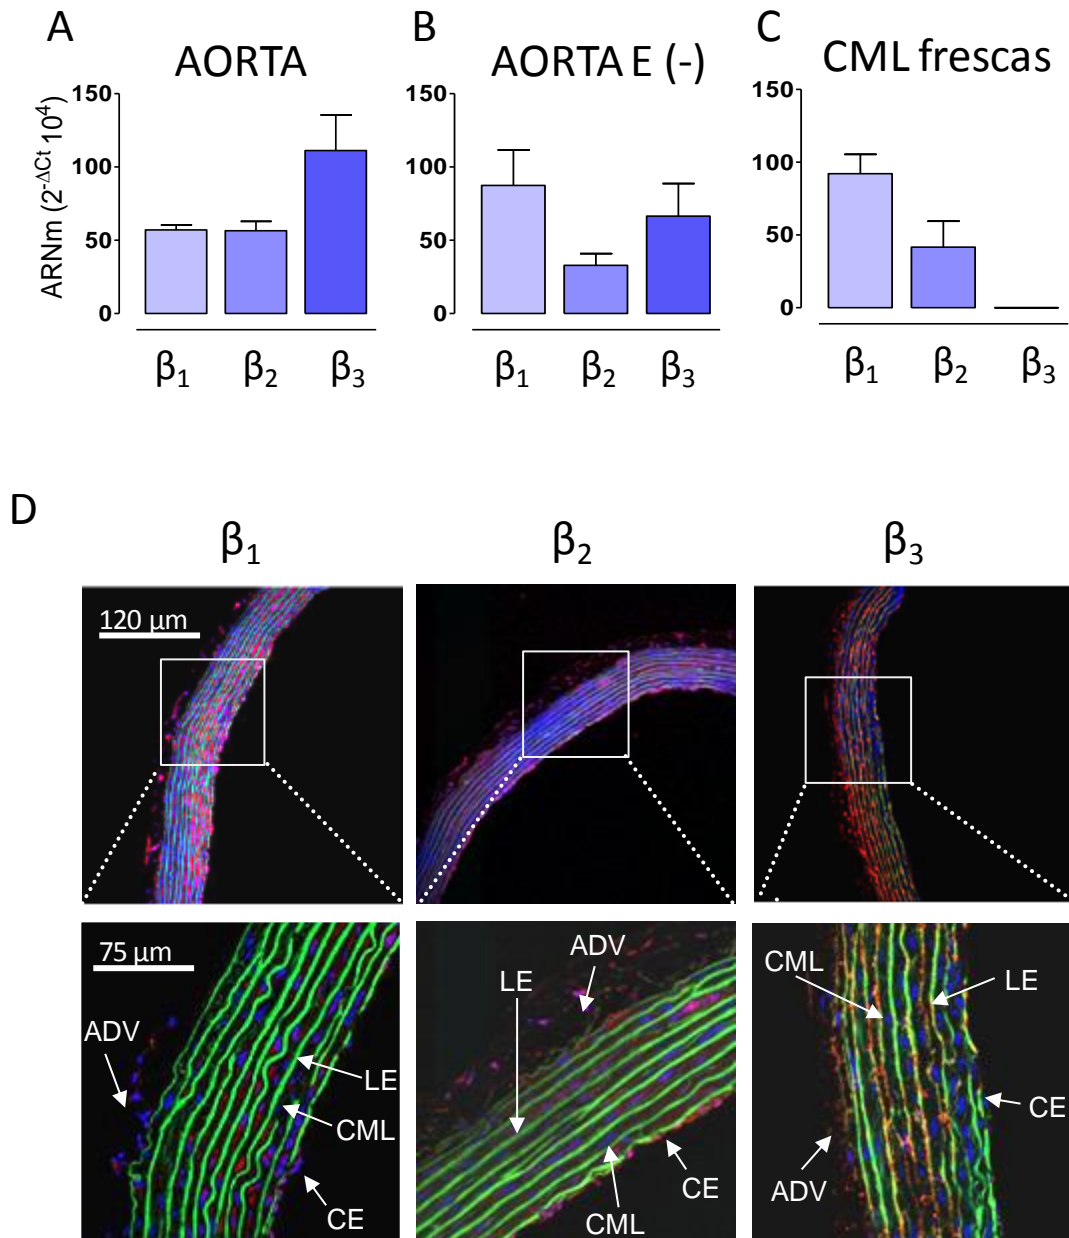 A
AORTA
B
AORTA E (-)
C
CML frescas
ARNm (2^-ΔCt 10^4)
150
100
50
0
β1
β2
β3
150
100
50
0
β1
β2
β3
150
100
50
0
β1
β2
β3
D
β1
β2
β3
120 µm
75 µm
ADV
LE
CML
CE
ADV
LE
CE
CML
CML
LE
CE
ADV